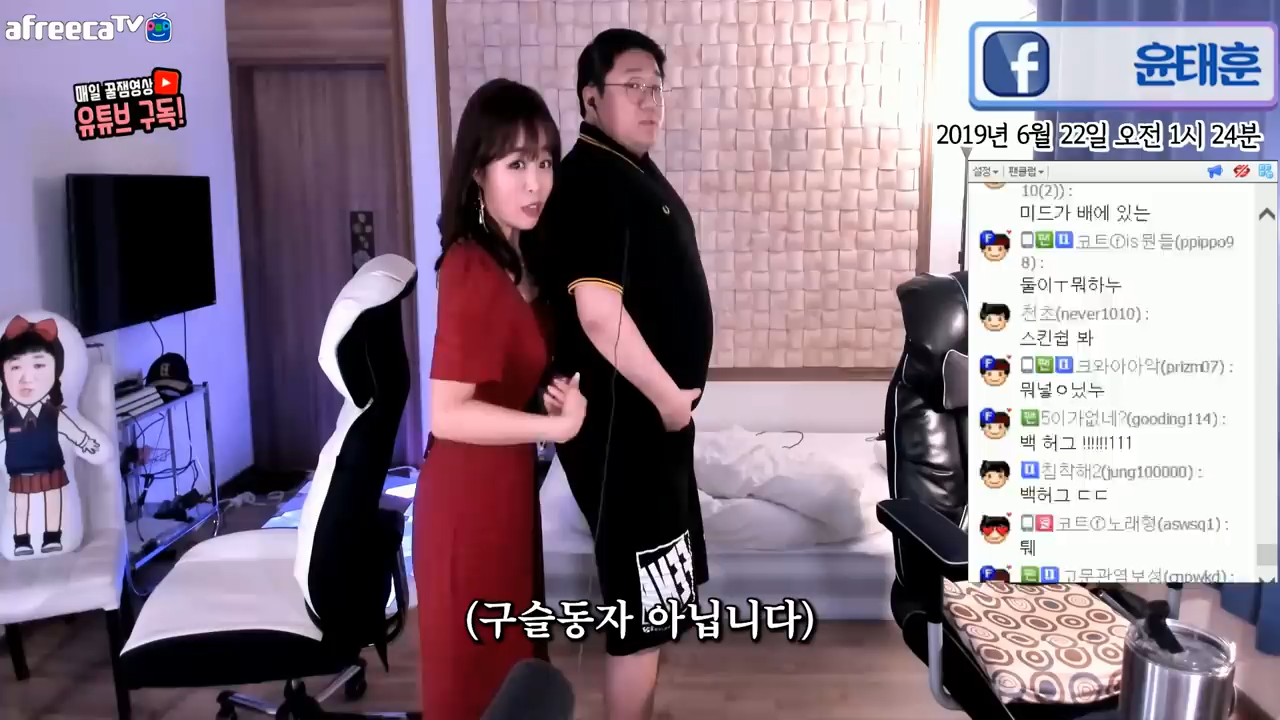 afreecaTV
매일 꿀잼영상
유튜브 구독!
윤태훈
2019년 6월 22일 오전 1시 24분
설정 팬클럽
10(2)) :
미드가 배에 있는
코트ⓕis 뭔들(ppippo9
8) :
둘이ㅜ뭐하누
천초(never1010) :
스킨쉽 봐
크와아아악(prizm07) :
뭐넣ㅇ닜누
팬 5이가없네?(gooding114) :
백 허그 !!!!!!111
침착해2(jung100000) :
백허그 ㄷㄷ
코트ⓕ노래형(aswsq1) :
퉤
(구슬동자 아닙니다)